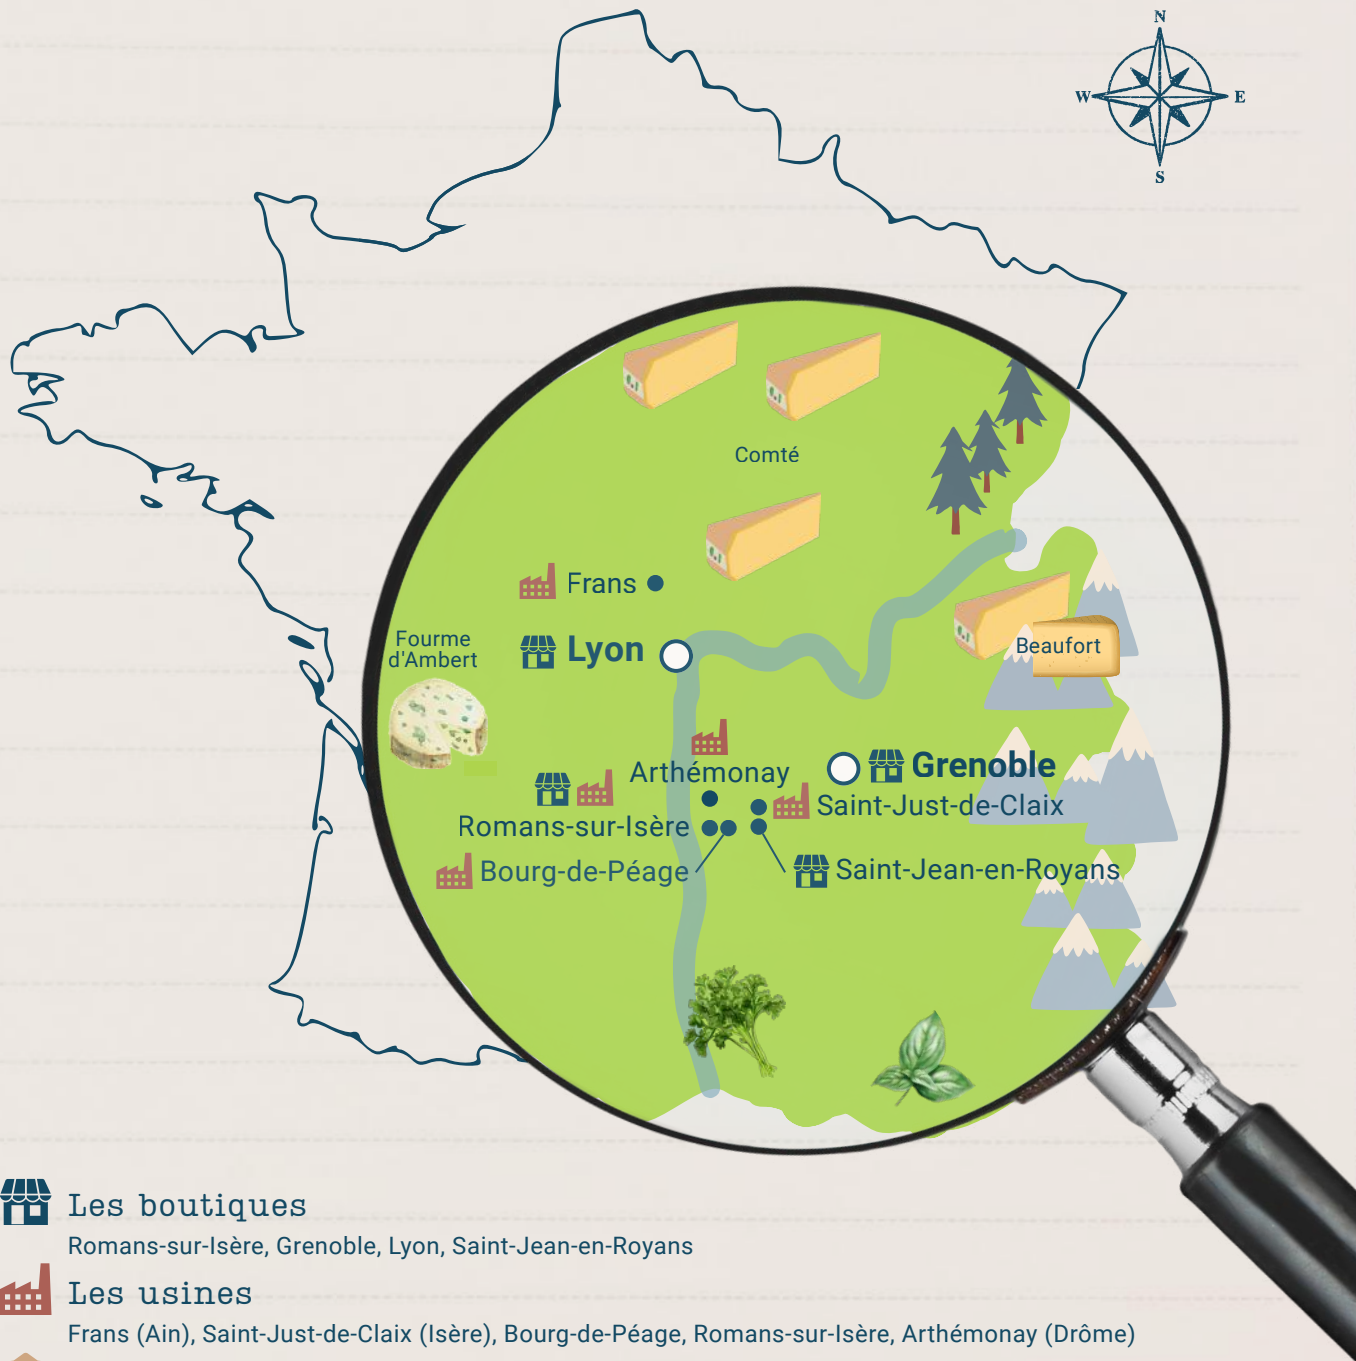 N
W E
S
Comté
Frans
Lyon
Fourme
d'Ambert
Beaufort
Arthémonay
Grenoble
Saint-Just-de-Claix
Romans-sur-Isère
Bourg-de-Péage
Saint-Jean-en-Royans
Les boutiques
Romans-sur-Isère, Grenoble, Lyon, Saint-Jean-en-Royans
Les usines
Frans (Ain), Saint-Just-de-Claix (Isère), Bourg-de-Péage, Romans-sur-Isère, Arthémonay (Drôme)